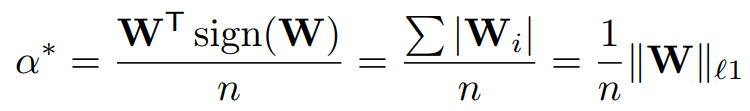 α* = W^T sign(W) / n = ∑ |W_i| / n = 1/n ‖W‖_ℓ1